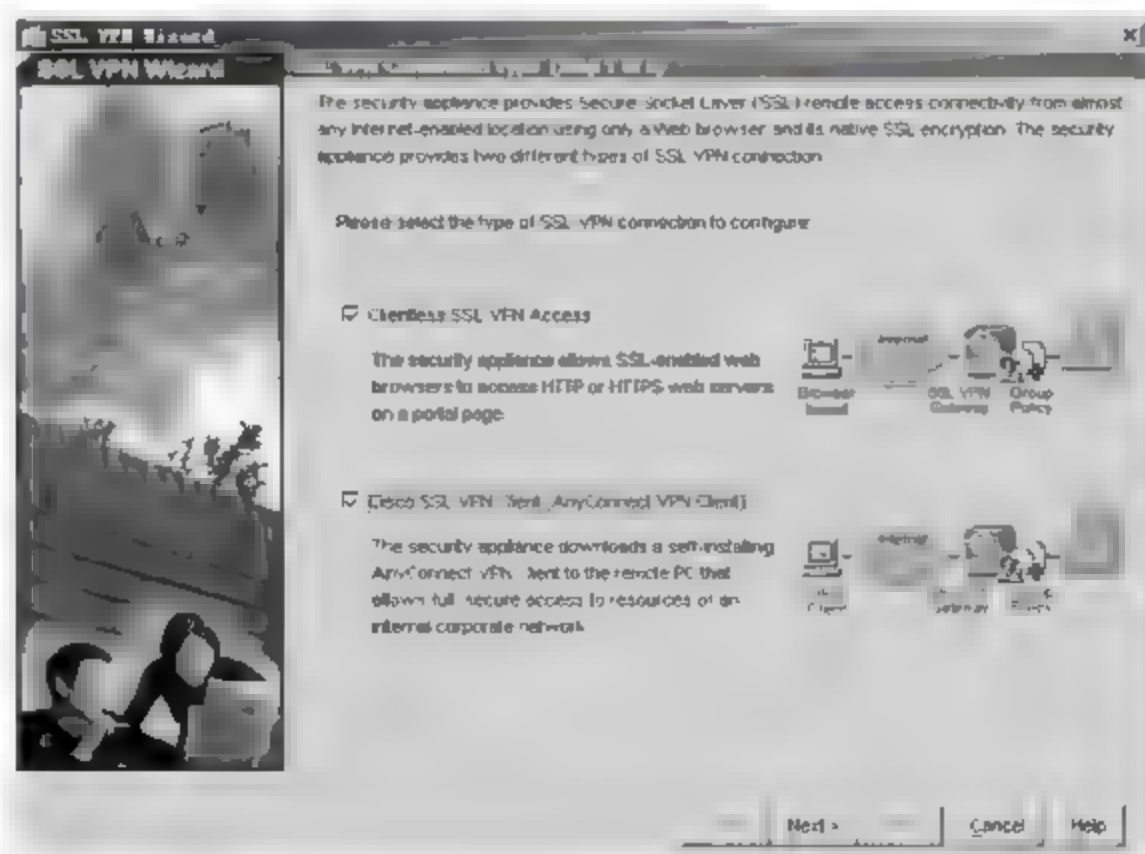 SSL VPN Wizard
SSL VPN Wizard
The security appliance provides Secure Socket Layer (SSL) remote access connectivity from almost
any Internet-enabled location using only a Web browser and its native SSL encryption. The security
appliance provides two different types of SSL VPN connection
Please select the type of SSL VPN connection to configure
Clientless SSL VPN Access
The security appliance allows SSL-enabled web
browsers to access HTTP or HTTPS web servers
on a portal page
Browser
Internet
SSL VPN
Gateway
Group
Policy
Cisco SSL VPN Client (AnyConnect VPN Client)
The security appliance downloads a self-installing
AnyConnect VPN Client to the remote PC that
allows full secure access to resources of an
internal corporate network
Internet
Client
Gateway
Next >
Cancel
Help